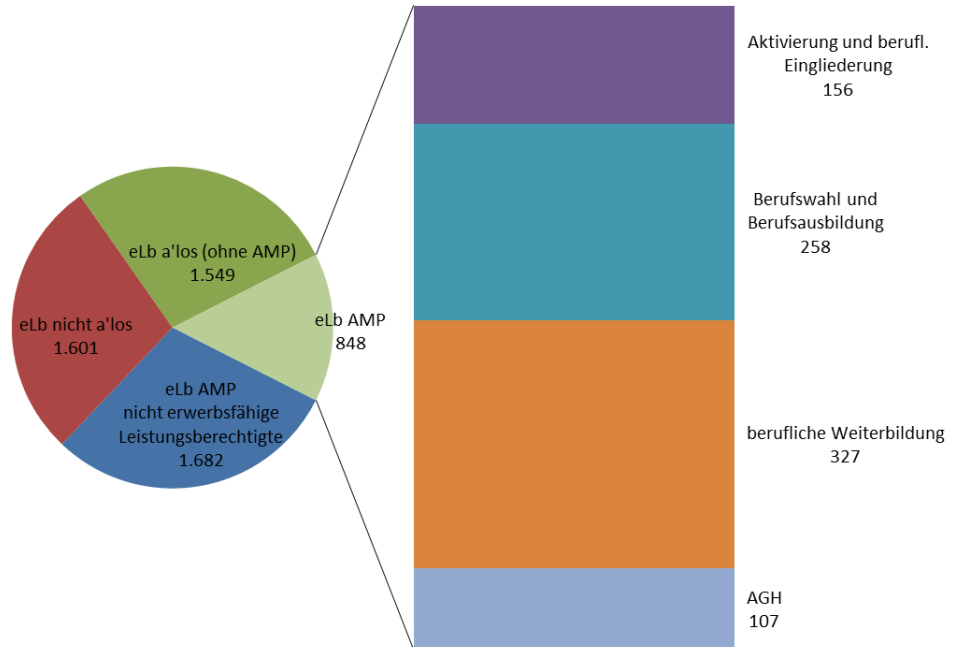 eLb a'los (ohne AMP)
1.549
eLb nicht a'los
1.601
eLb AMP
848
eLb AMP
nicht erwerbsfähige
Leistungsberechtigte
1.682
Aktivierung und berufl.
Eingliederung
156
Berufswahl und
Berufsausbildung
258
berufliche Weiterbildung
327
AGH
107